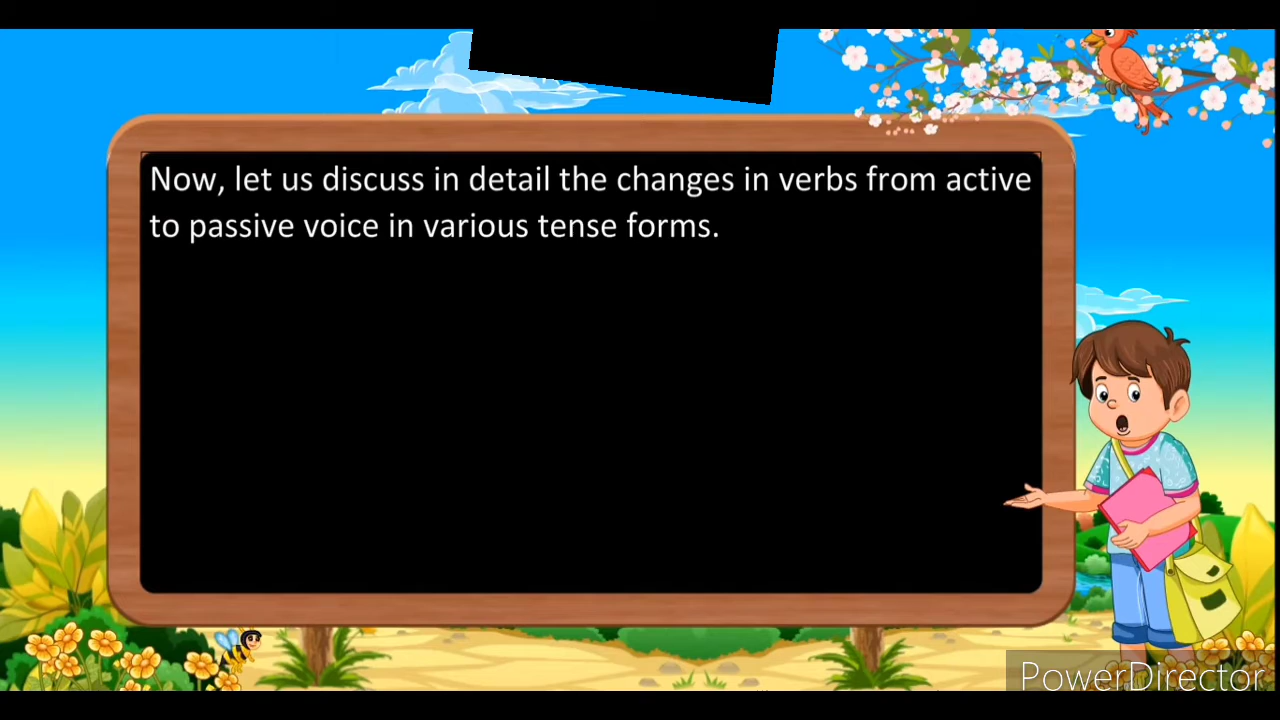 Now, let us discuss in detail the changes in verbs from active
to passive voice in various tense forms.
PowerDirector